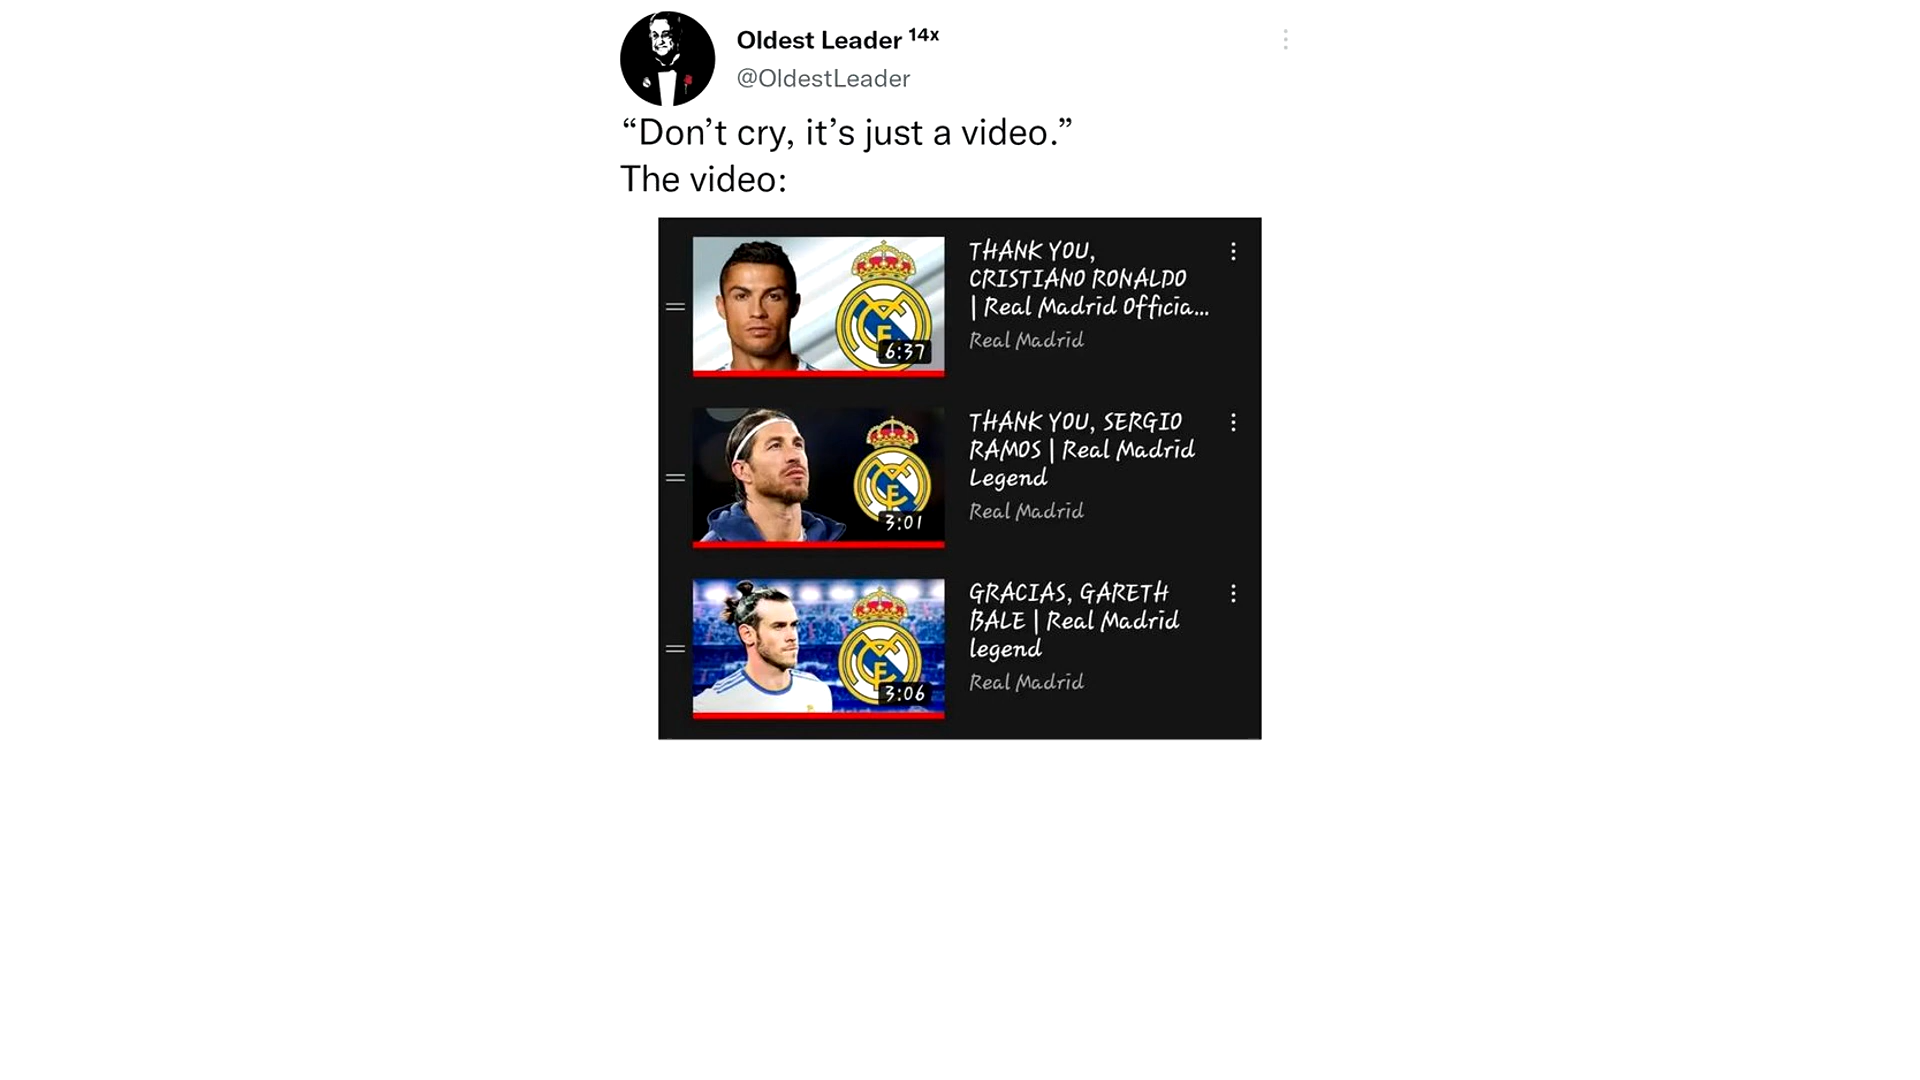 Oldest Leader 14x
@OldestLeader
“Don’t cry, it’s just a video.”
The video:
THANK YOU,
CRISTIANO RONALDO
| Real Madrid Officia...
Real Madrid
6:37
THANK YOU, SERGIO
RAMOS | Real Madrid
Legend
Real Madrid
3:01
GRACIAS, GARETH
BALE | Real Madrid
legend
Real Madrid
3:06